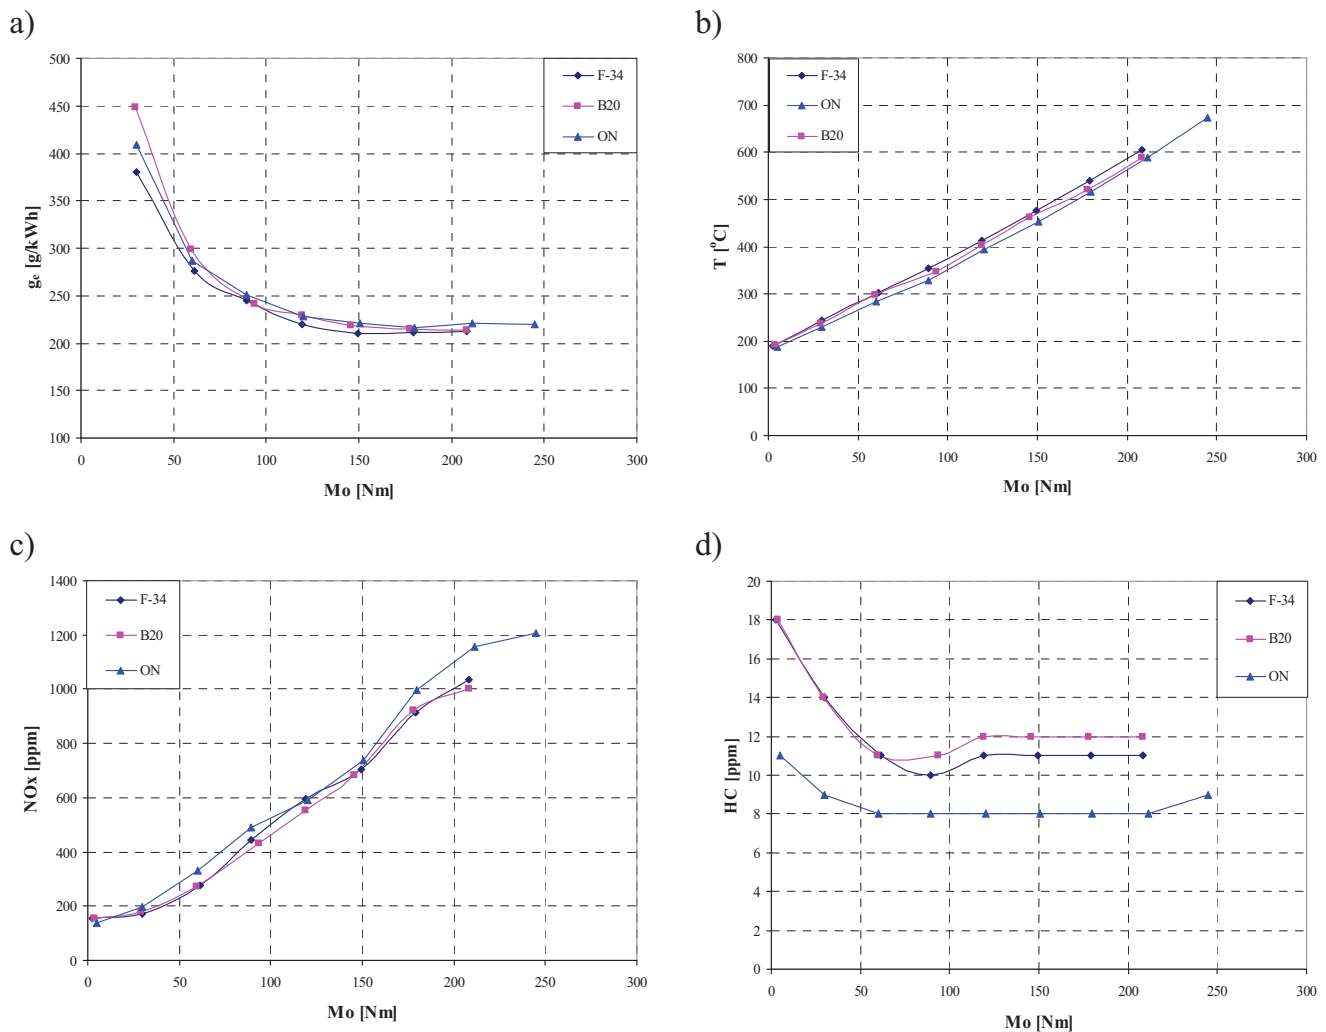 a)
500
450
400
350
300
250
200
150
100
0
50
100
150
200
250
300
gₑ [g/kWh]
Mo [Nm]
F-34
B20
ON
b)
800
700
600
500
400
300
200
100
0
0
50
100
150
200
250
300
T [°C]
Mo [Nm]
F-34
ON
B20
c)
1400
1200
1000
800
600
400
200
0
0
50
100
150
200
250
300
NOx [ppm]
Mo [Nm]
F-34
B20
ON
d)
20
18
16
14
12
10
8
6
4
2
0
0
50
100
150
200
250
300
HC [ppm]
Mo [Nm]
F-34
B20
ON